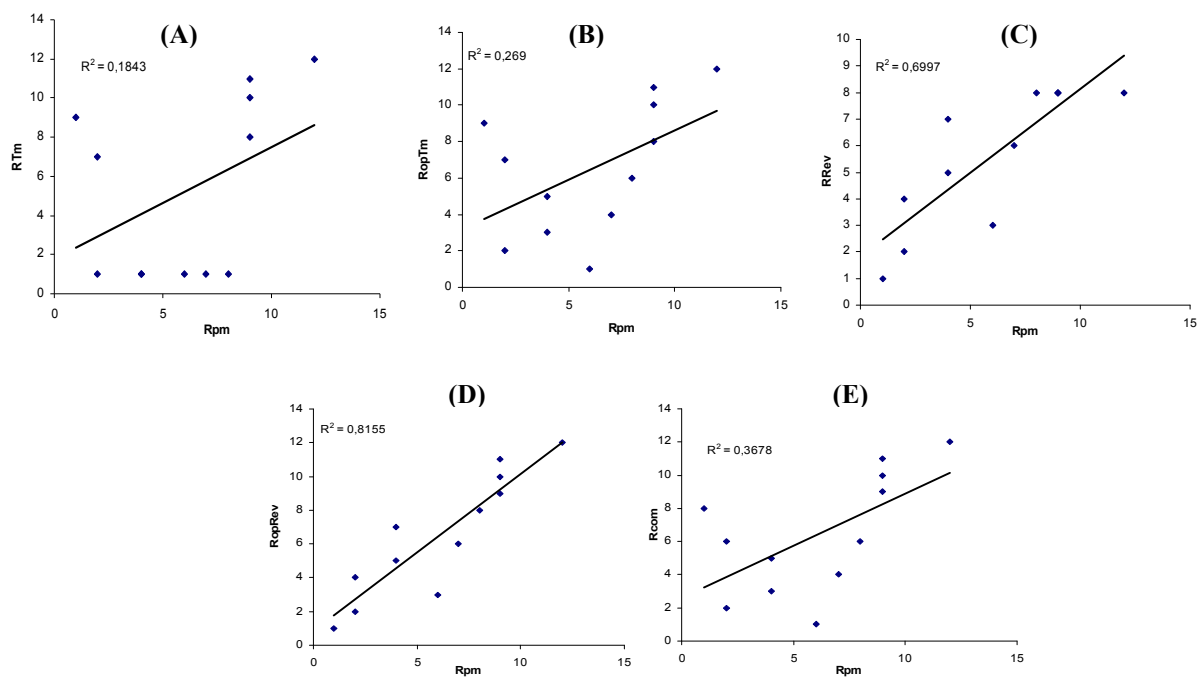 (A)
R² = 0,1843
14
12
10
8
6
4
2
0
0 5 10 15
RTm
Rpm
(B)
R² = 0,269
14
12
10
8
6
4
2
0
0 5 10 15
RopTm
Rpm
(C)
R² = 0,6997
10
9
8
7
6
5
4
3
2
1
0
0 5 10 15
RRev
Rpm
(D)
R² = 0,8155
14
12
10
8
6
4
2
0
0 5 10 15
RopRev
Rpm
(E)
R² = 0,3678
14
12
10
8
6
4
2
0
0 5 10 15
Rcom
Rpm